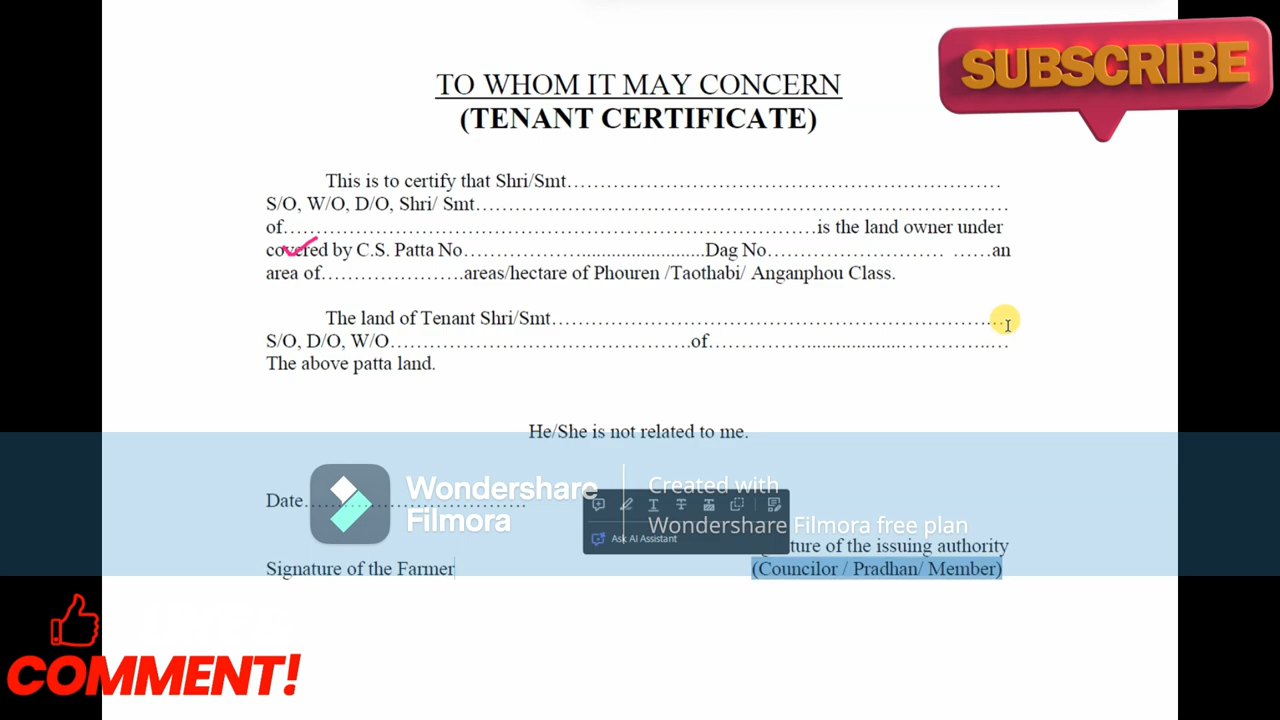 SUBSCRIBE
TO WHOM IT MAY CONCERN
(TENANT CERTIFICATE)
This is to certify that Shri/Smt……………………………………………………………
S/O, W/O, D/O, Shri/ Smt…………………………………………………………………………
of…………………………………………………………………………is the land owner under
covered by C.S. Patta No………………..........................Dag No……………………… ……an
area of………………….areas/hectare of Phouren /Taothabi/ Anganphou Class.
The land of Tenant Shri/Smt……………………………………………………………
S/O, D/O, W/O………………………………………….of……………....................…………..…
The above patta land.
He/She is not related to me.
Wondershare
Filmora
Created with
Wondershare Filmora free plan
Date……………………………….
Ask AI Assistant
of the issuing authority
Signature of the Farmer
(Councilor / Pradhan/ Member)
COMMENT!